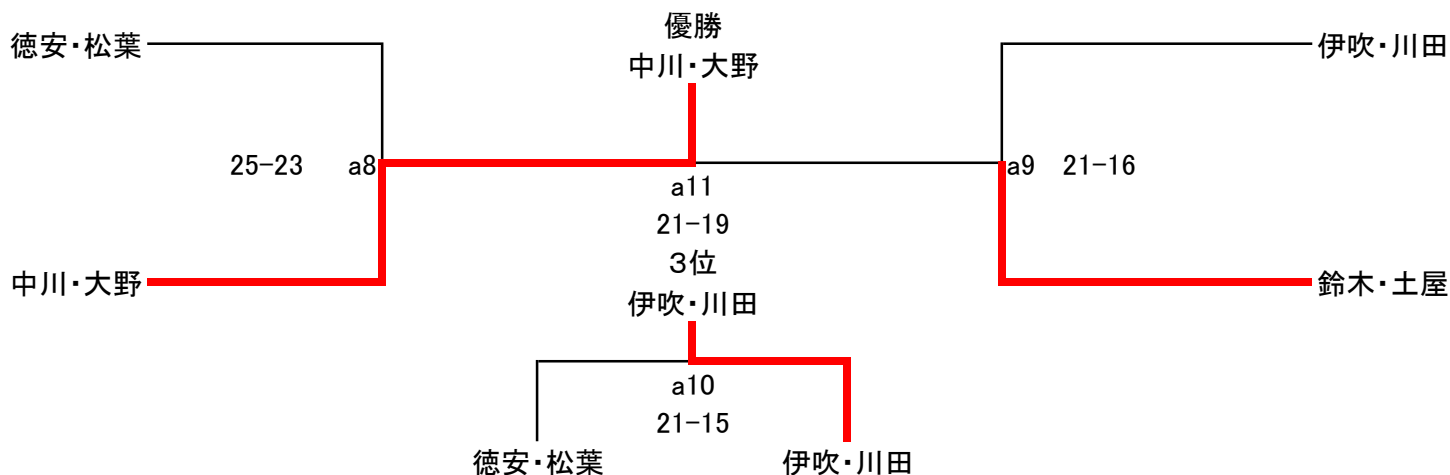 優勝
徳安・松葉
伊吹・川田
中川・大野
25-23
a8
a9
21-16
a11
21-19
3位
中川・大野
鈴木・土屋
伊吹・川田
a10
21-15
徳安・松葉
伊吹・川田